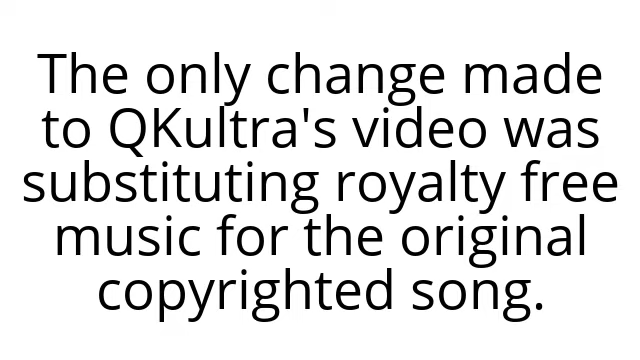 The only change made
to QKultra's video was
substituting royalty free
music for the original
copyrighted song.